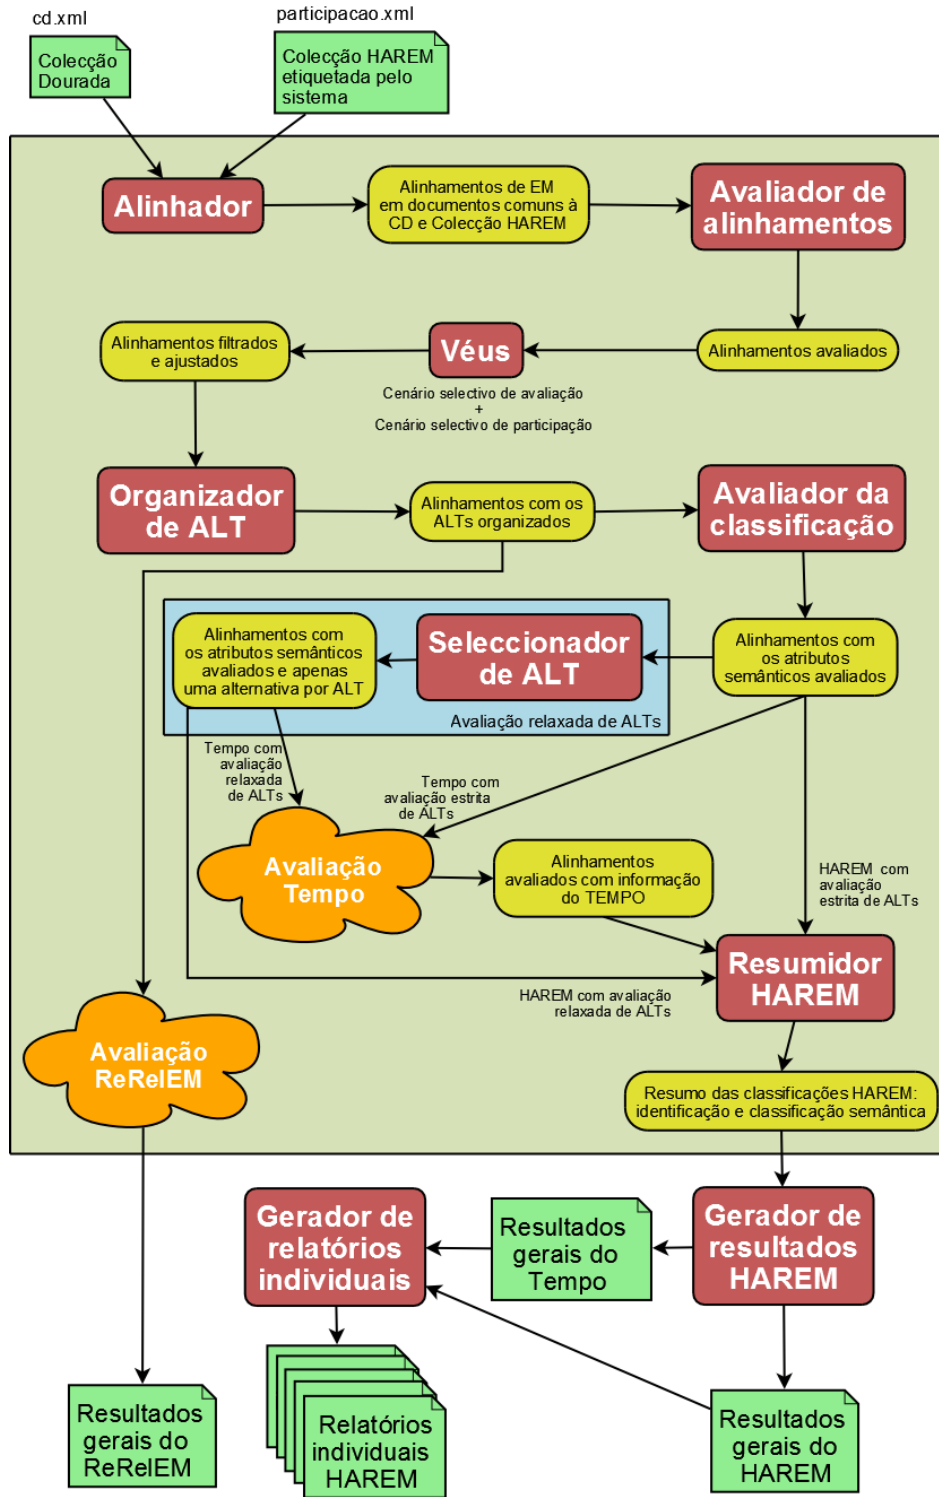 cd.xml
participacao.xml
Colecção
Dourada
Colecção HAREM
etiquetada pelo
sistema
Alinhador
Alinhamentos de EM
em documentos comuns à
CD e Colecção HAREM
Avaliador de
alinhamentos
Alinhamentos filtrados
e ajustados
Véus
Alinhamentos avaliados
Cenário selectivo de avaliação
+
Cenário selectivo de participação
Organizador
de ALT
Alinhamentos com os
ALTs organizados
Avaliador da
classificação
Alinhamentos com
os atributos semânticos
avaliados e apenas
uma alternativa por ALT
Seleccionador
de ALT
Alinhamentos com
os atributos
semânticos avaliados
Avaliação relaxada de ALTs
Tempo com
avaliação
relaxada
de ALTs
Tempo com
avaliação estrita
de ALTs
Avaliação
Tempo
Alinhamentos
avaliados com informação
do TEMPO
HAREM com
avaliação
estrita de ALTs
Resumidor
HAREM
HAREM com avaliação
relaxada de ALTs
Avaliação
ReRelEM
Resumo das classificações HAREM:
identificação e classificação semântica
Gerador de
relatórios
individuais
Resultados
gerais do
Tempo
Gerador de
resultados
HAREM
Resultados
gerais do
ReRelEM
Relatórios
individuais
HAREM
Resultados
gerais do
HAREM